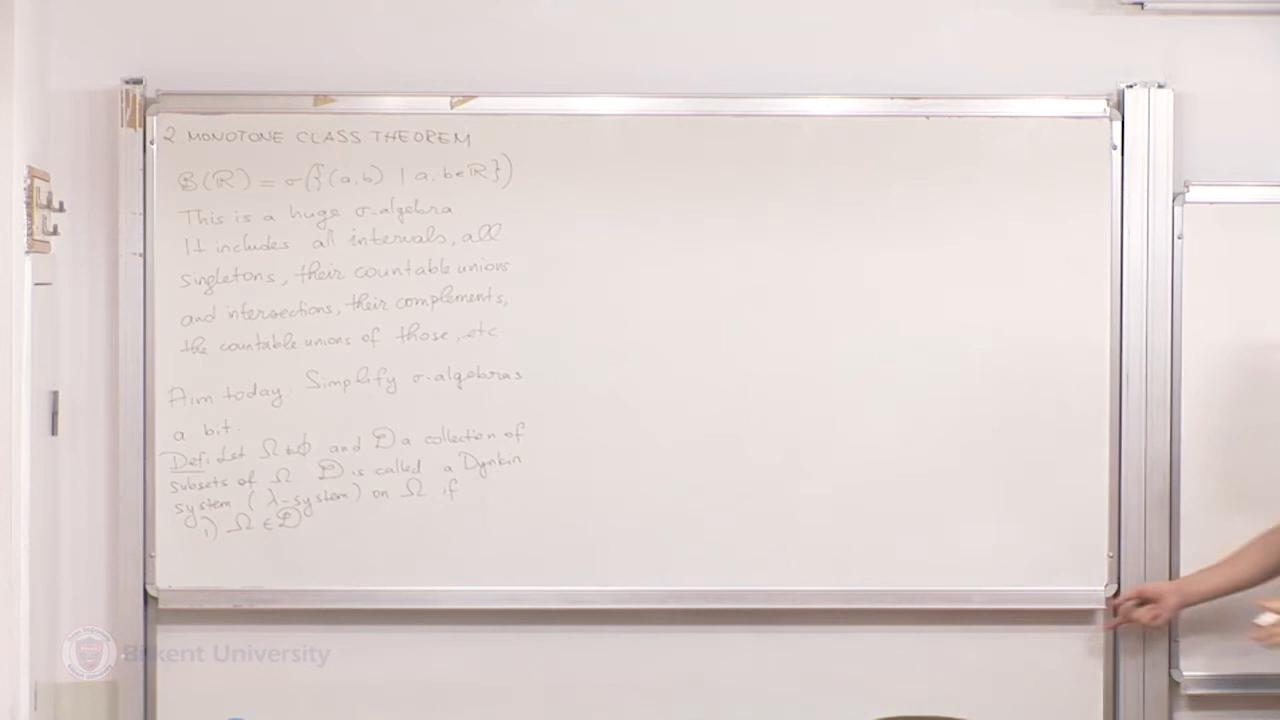 2 MONOTONE CLASS THEOREM
B(ℝ) = σ({(a,b) | a,b∈ℝ})
This is a huge σ-algebra
It includes all intervals, all
singletons, their countable unions
and intersections, their complements,
the countable unions of those, etc
Aim today: Simplify σ-algebras
a bit.
Def: Let Ω≠∅ and 𝒟 a collection of
subsets of Ω 𝒟 is called a Dynkin
system (λ-system) on Ω if
i) Ω ∈ 𝒟
Bilkent University